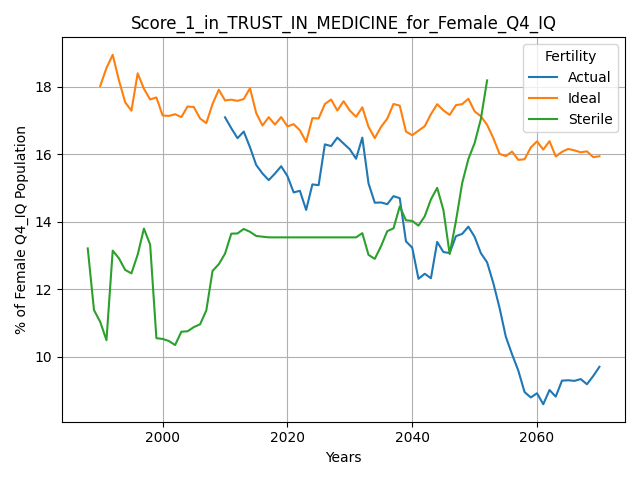 Score_1_in_TRUST_IN_MEDICINE_for_Female_Q4_IQ
Fertility
Actual
Ideal
Sterile
% of Female Q4_IQ Population
18
16
14
12
10
2000 2020 2040 2060
Years